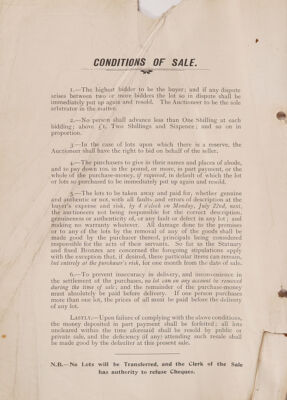 CONDITIONS OF SALE.
1.—The highest bidder to be the buyer; and if any dispute
arises between two or more bidders the lot so in dispute shall be
immediately put up again and resold. The Auctioneer to be the sole
arbitrator in the matter.
2.—No person shall advance less than One Shilling at each
bidding; above £1, Two Shillings and Sixpence; and so on in
proportion.
3.—In the case of lots upon which there is a reserve, the
Auctioneer shall have the right to bid on behalf of the seller.
4.—The purchasers to give in their names and places of abode,
and to pay down 10s. in the pound, or more, in part payment, or the
whole of the purchase-money, if required, in default of which the lot
or lots so purchased to be immediately put up again and resold.
5.—The lots to be taken away and paid for, whether genuine
and authentic or not, with all faults and errors of description at the
buyer's expense and risk, by 4 o'clock on Monday, July 23rd, next,
the auctioneers not being responsible for the correct description,
genuineness or authenticity of, or any fault or defect in any lot; and
making no warranty whatever. All damage done to the premises
or to any of the lots by the removal of any of the goods shall be
made good by the purchaser thereof, principals being considered
responsible for the acts of their servants. So far as the Statuary
and fixed Bronzes are concerned the foregoing stipulations apply
with the exception that, if desired, these particular items can remain,
but entirely at the purchaser's risk, for one month from the date of sale.
6.—To prevent inaccuracy in delivery, and inconvenience in
the settlement of the purchases, no lot can on any account be removed
during the time of sale; and the remainder of the purchase-money
must absolutely be paid before delivery. If one party purchases
more than one lot, the prices of all must be paid before the delivery
of any lot.
LASTLY.—Upon failure of complying with the above conditions,
the money deposited in part payment shall be forfeited; all lots
uncleared within the time aforesaid shall be resold by public or
private sale, and the deficiency (if any) attending such resale shall
be made good by the defaulter at this present sale.
N.B.—No Lots will be Transferred, and the Clerk of the Sale
has authority to refuse Cheques.